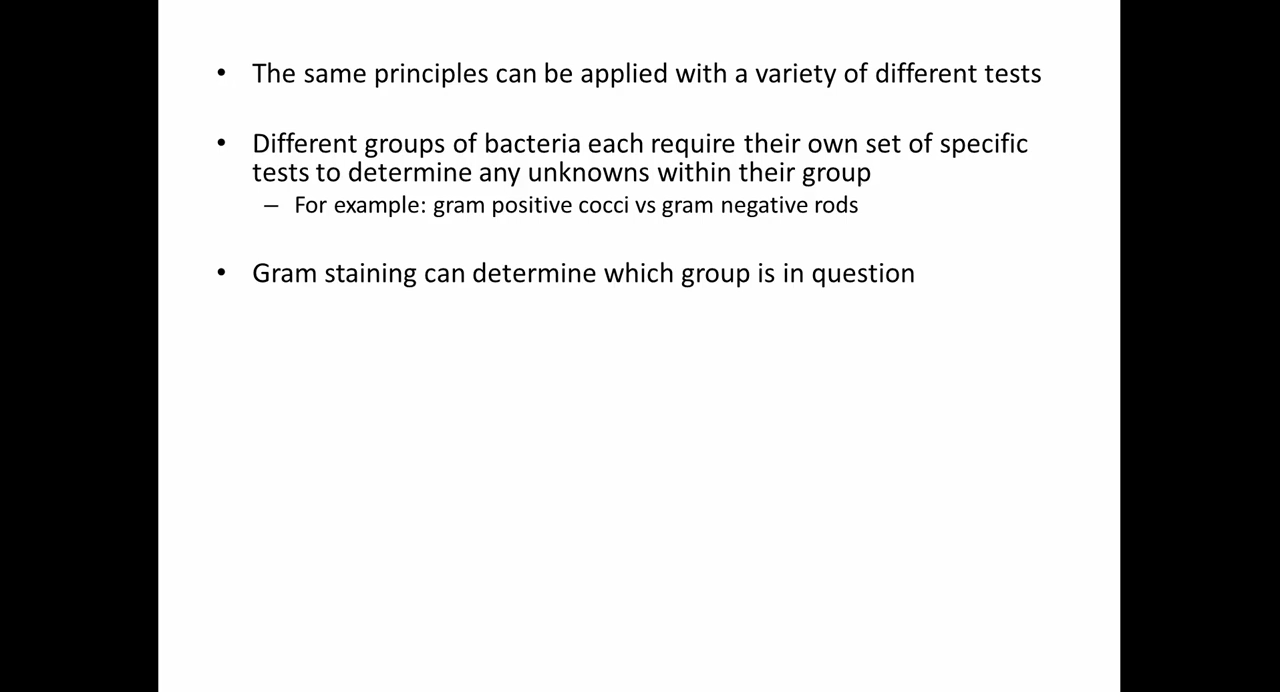 • The same principles can be applied with a variety of different tests
• Different groups of bacteria each require their own set of specific
tests to determine any unknowns within their group
– For example: gram positive cocci vs gram negative rods
• Gram staining can determine which group is in question